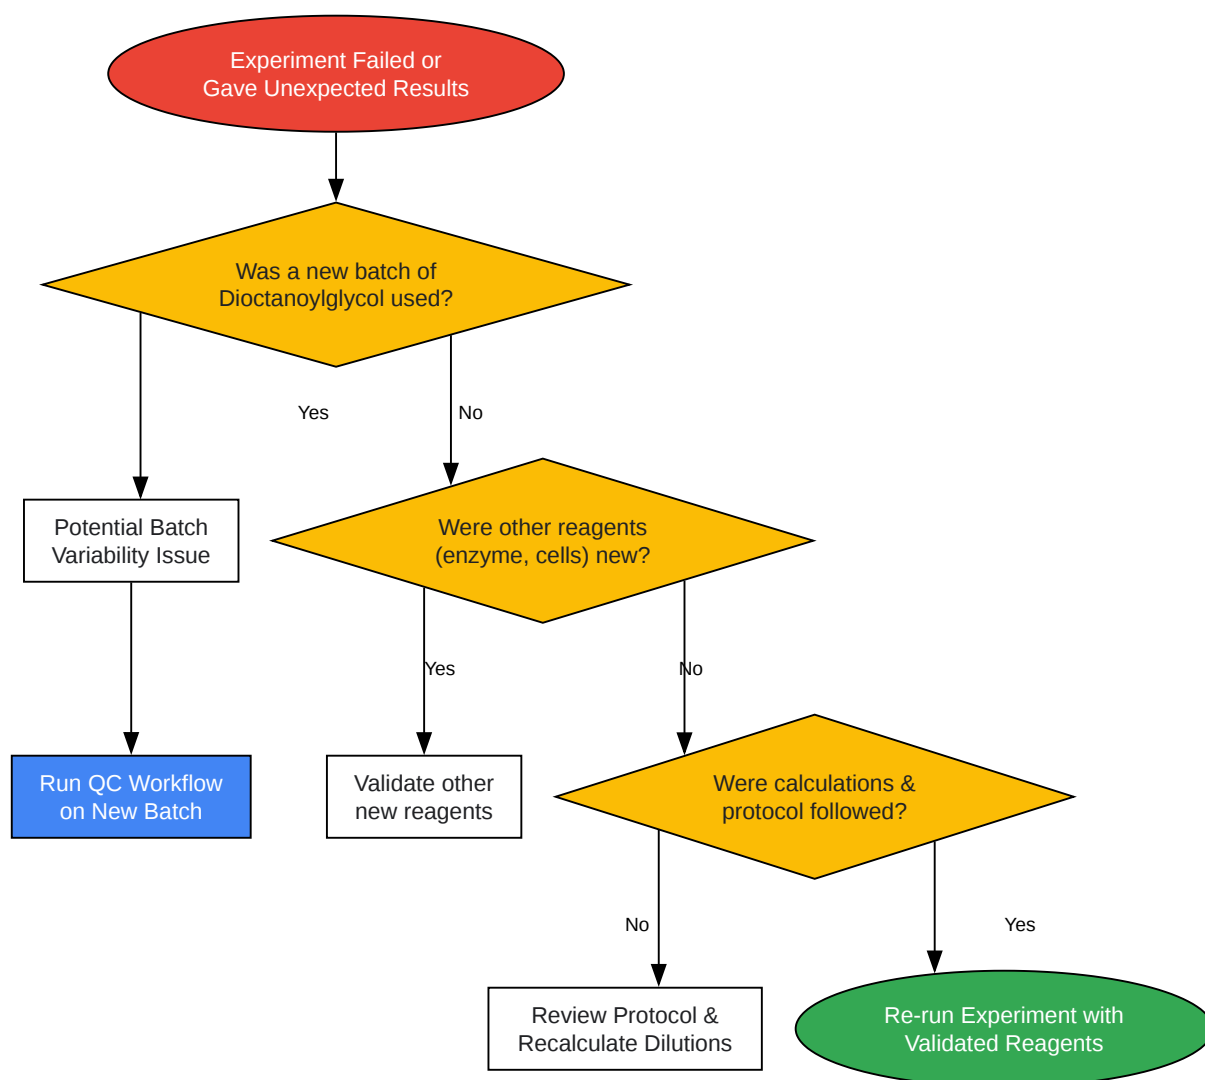 Experiment Failed or
Gave Unexpected Results
Was a new batch of
Dioctanoylglycol used?
Yes
No
Potential Batch
Variability Issue
Were other reagents
(enzyme, cells) new?
Yes
No
Run QC Workflow
on New Batch
Validate other
new reagents
Were calculations &
protocol followed?
No
Yes
Review Protocol &
Recalculate Dilutions
Re-run Experiment with
Validated Reagents